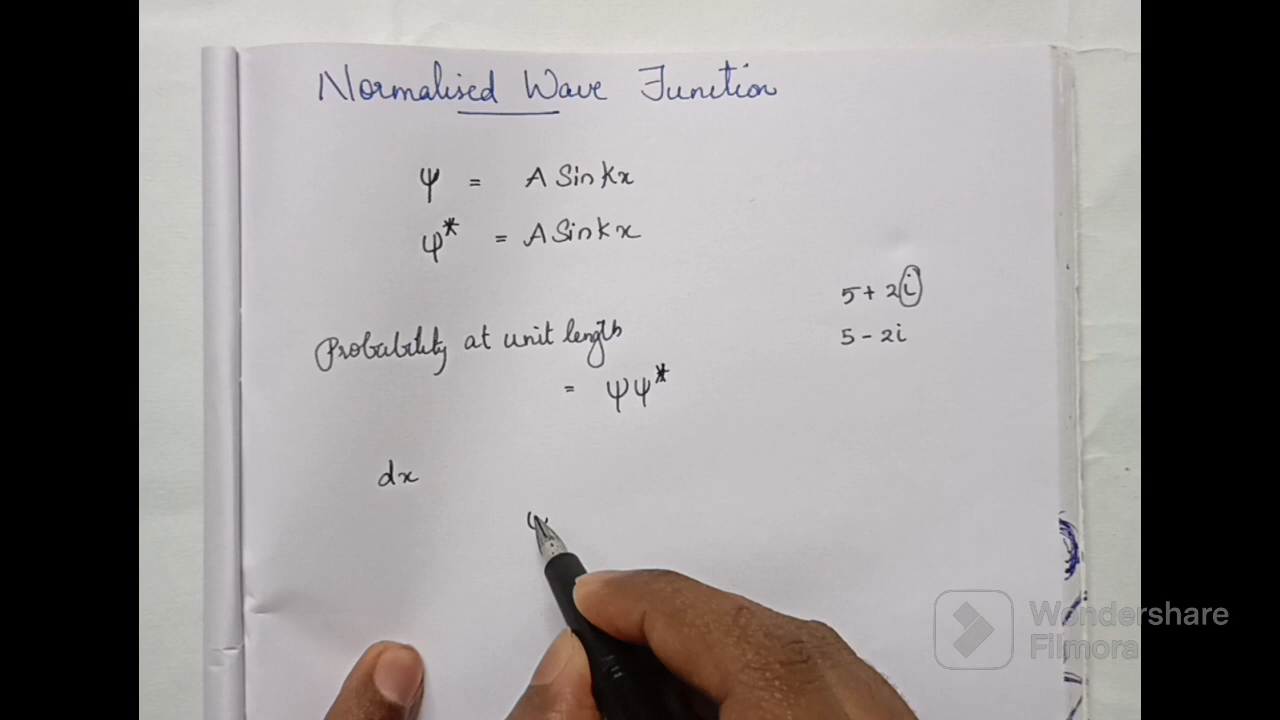 Normalised Wave Function
ψ = A Sin kx
ψ* = A Sin kx
5 + 2i
5 - 2i
Probability at unit length
= ψψ*
dx
ψ
Wondershare
Filmora